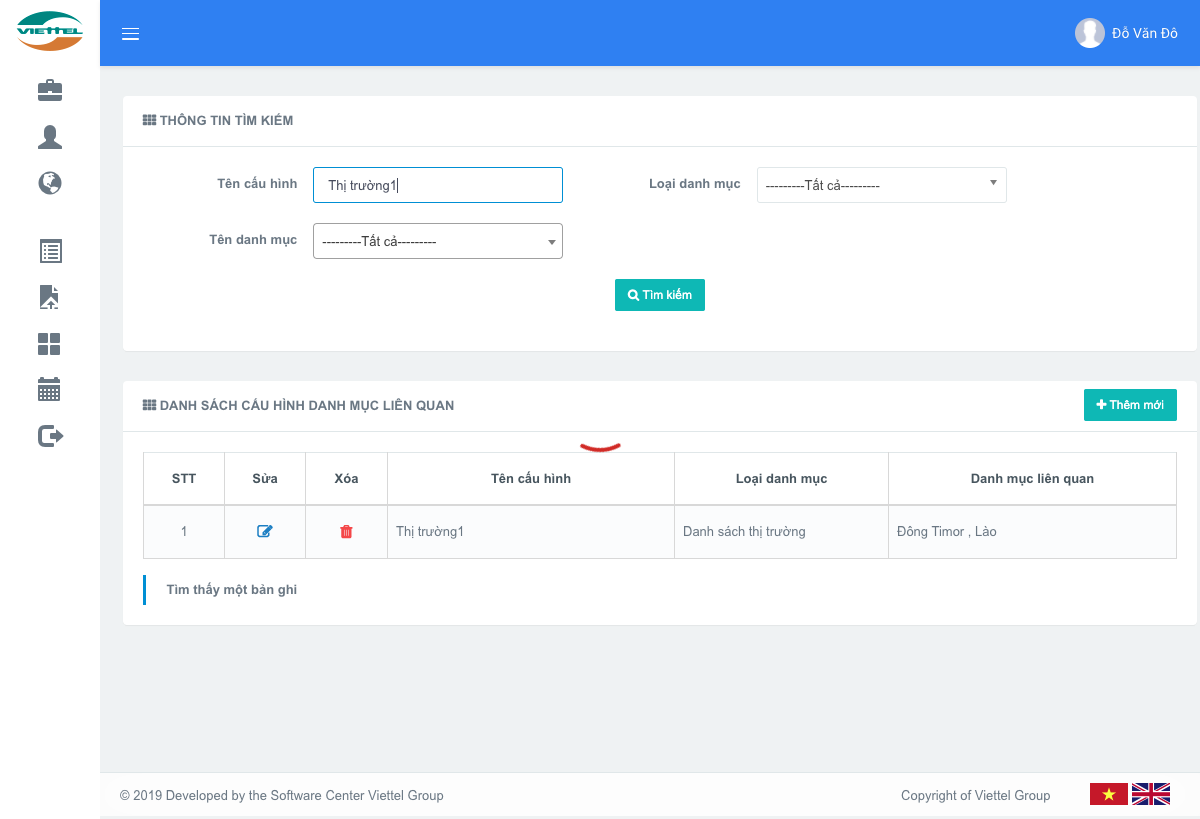 VIETTEL
Đỗ Văn Đô
THÔNG TIN TÌM KIẾM
Tên cấu hình
Thị trường1
Loại danh mục
---------Tất cả---------
Tên danh mục
---------Tất cả---------
Tìm kiếm
DANH SÁCH CẤU HÌNH DANH MỤC LIÊN QUAN
Thêm mới
STT Sửa Xóa Tên cấu hình Loại danh mục Danh mục liên quan
1 Thị trường1 Danh sách thị trường Đông Timor , Lào
Tìm thấy một bản ghi
© 2019 Developed by the Software Center Viettel Group
Copyright of Viettel Group